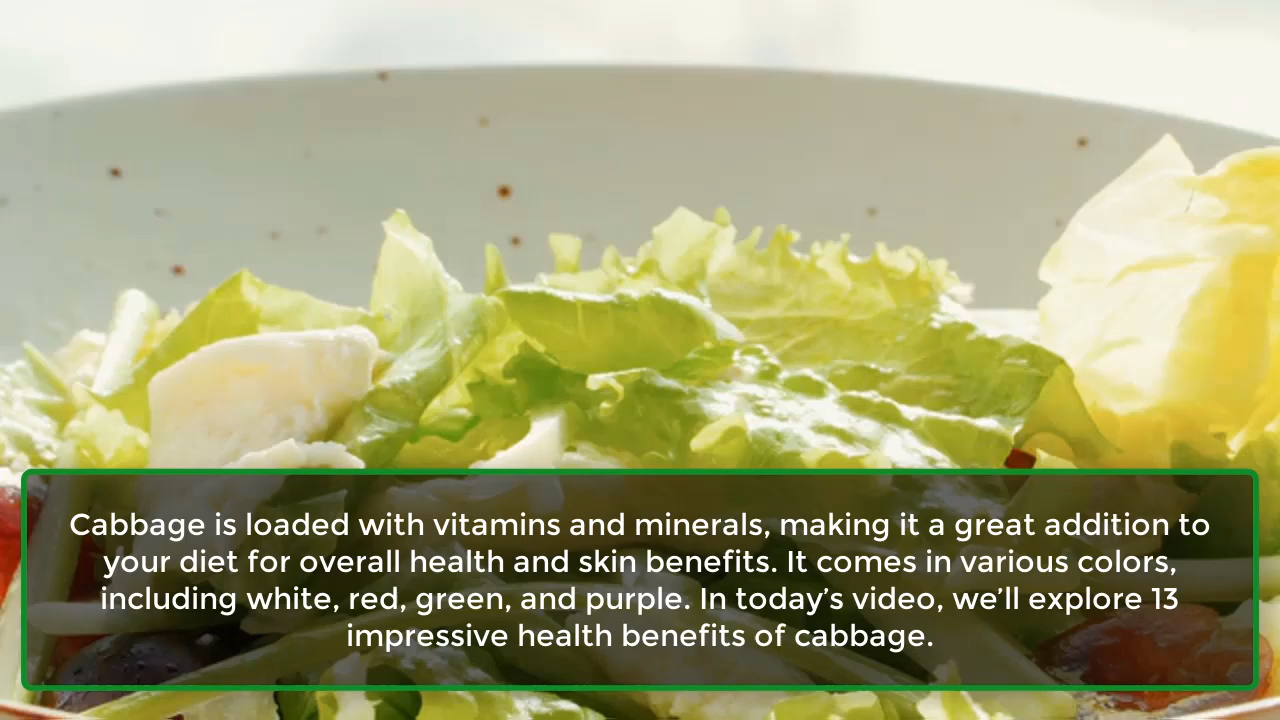 Cabbage is loaded with vitamins and minerals, making it a great addition to
your diet for overall health and skin benefits. It comes in various colors,
including white, red, green, and purple. In today’s video, we’ll explore 13
impressive health benefits of cabbage.